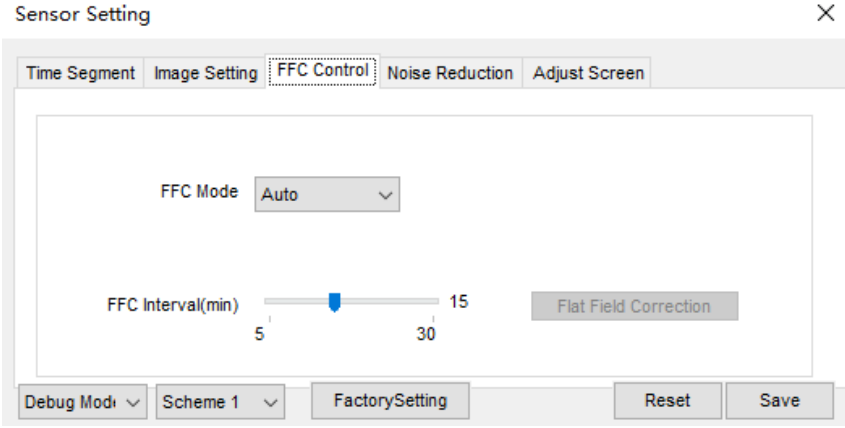 Sensor Setting
Time Segment Image Setting FFC Control Noise Reduction Adjust Screen
FFC Mode Auto
FFC Interval(min) 15 Flat Field Correction
5 30
Debug Mod Scheme 1 FactorySetting Reset Save